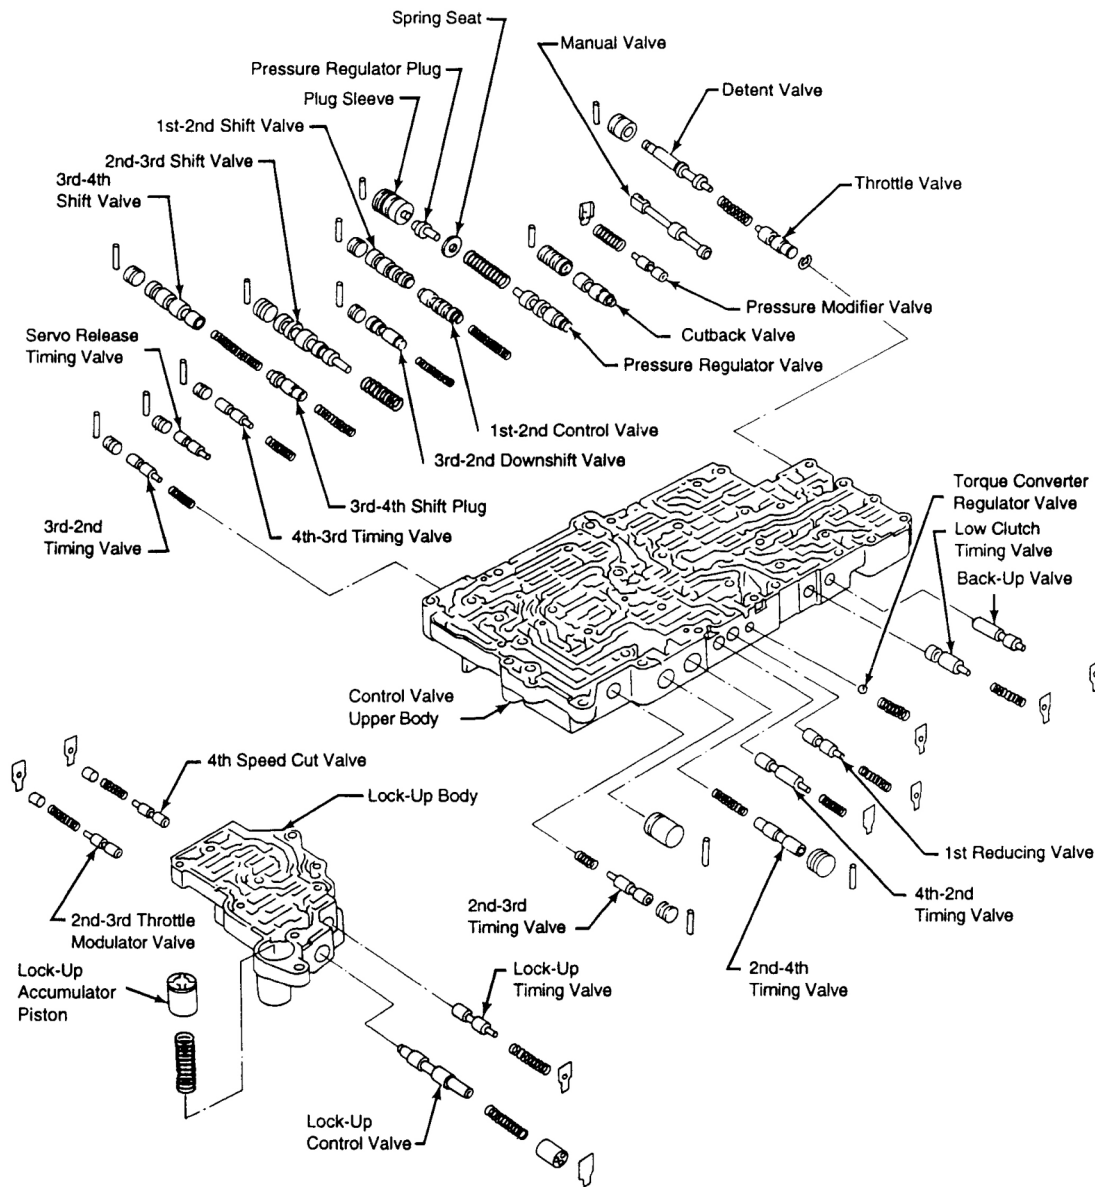 Spring Seat
Manual Valve
Pressure Regulator Plug
Detent Valve
Plug Sleeve
1st-2nd Shift Valve
2nd-3rd Shift Valve
3rd-4th
Shift Valve
Throttle Valve
Pressure Modifier Valve
Servo Release
Timing Valve
Cutback Valve
Pressure Regulator Valve
1st-2nd Control Valve
3rd-2nd Downshift Valve
3rd-4th Shift Plug
3rd-2nd
Timing Valve
4th-3rd Timing Valve
Torque Converter
Regulator Valve
Low Clutch
Timing Valve
Back-Up Valve
Control Valve
Upper Body
4th Speed Cut Valve
Lock-Up Body
1st Reducing Valve
2nd-3rd Throttle
Modulator Valve
2nd-3rd
Timing Valve
4th-2nd
Timing Valve
Lock-Up
Accumulator
Piston
Lock-Up
Timing Valve
2nd-4th
Timing Valve
Lock-Up
Control Valve